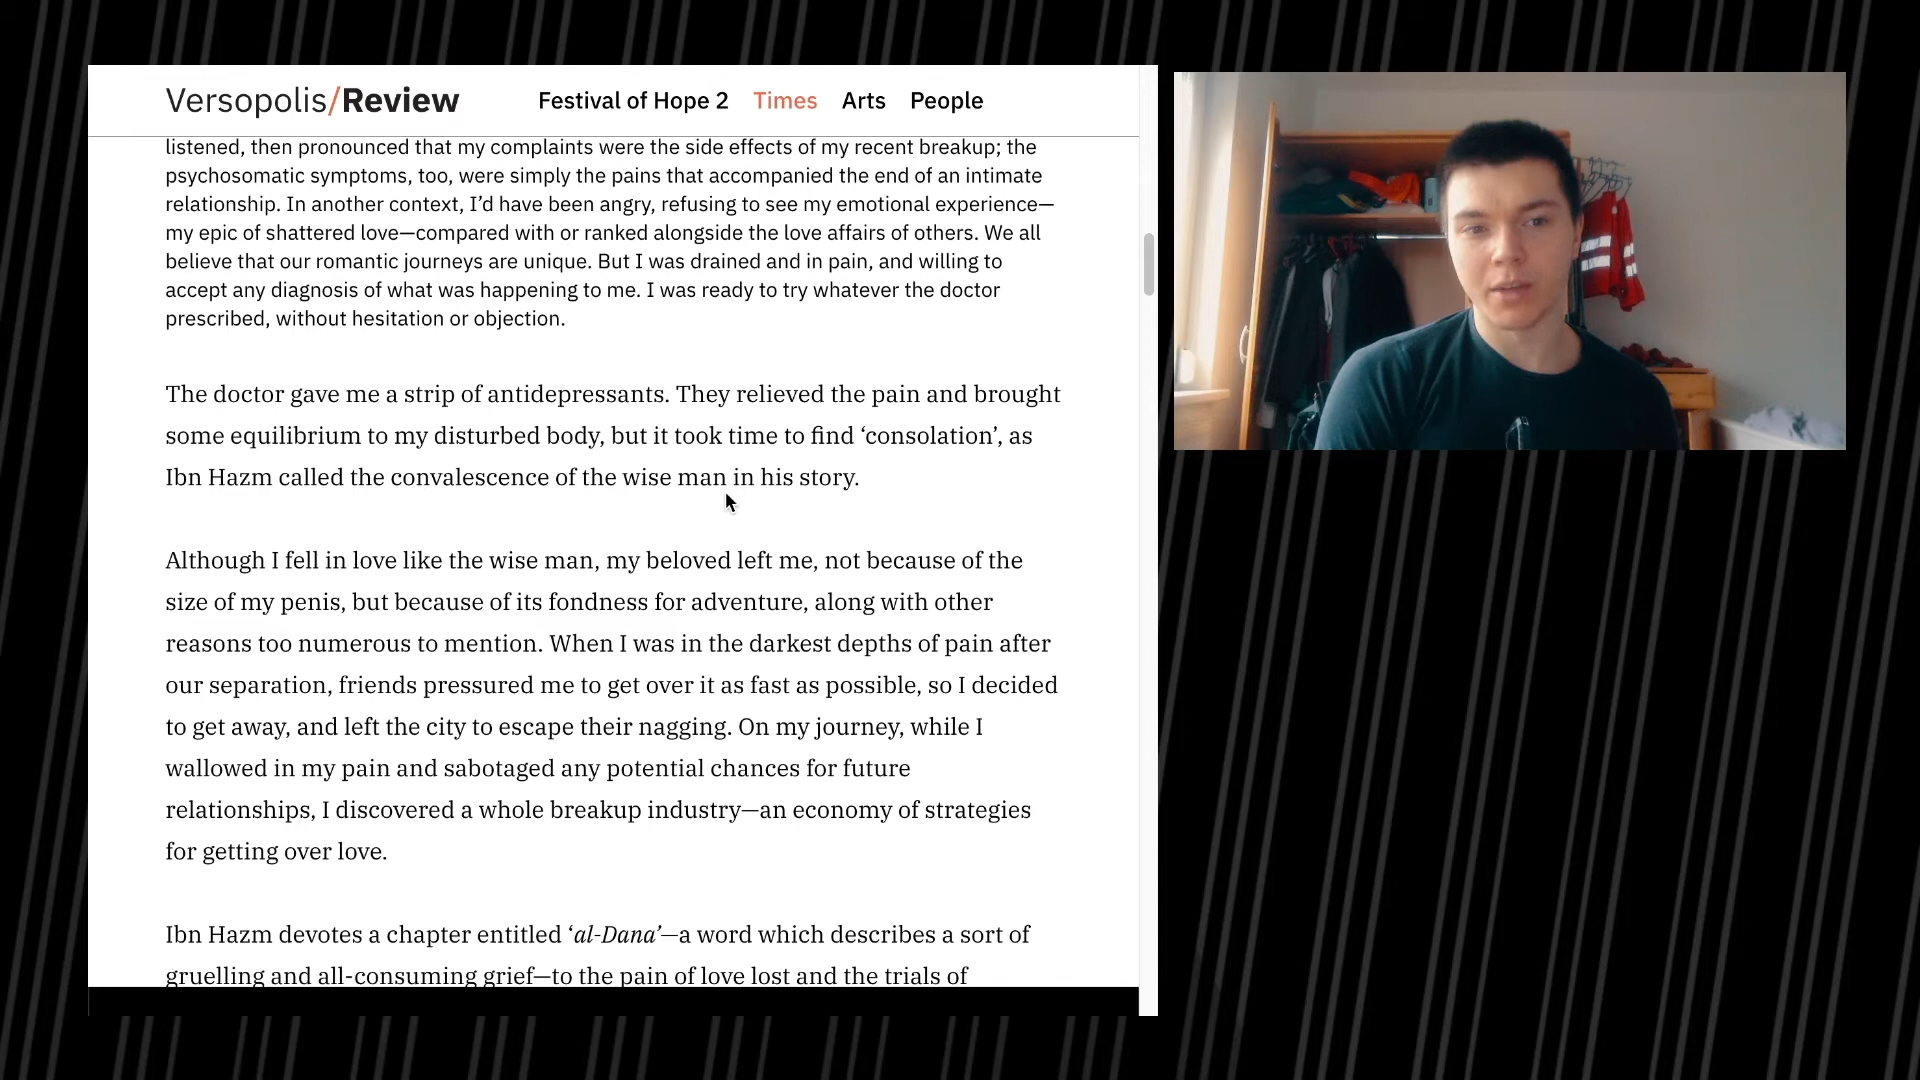 Versopolis/Review
Festival of Hope 2 Times Arts People
listened, then pronounced that my complaints were the side effects of my recent breakup; the
psychosomatic symptoms, too, were simply the pains that accompanied the end of an intimate
relationship. In another context, I’d have been angry, refusing to see my emotional experience—
my epic of shattered love—compared with or ranked alongside the love affairs of others. We all
believe that our romantic journeys are unique. But I was drained and in pain, and willing to
accept any diagnosis of what was happening to me. I was ready to try whatever the doctor
prescribed, without hesitation or objection.
The doctor gave me a strip of antidepressants. They relieved the pain and brought
some equilibrium to my disturbed body, but it took time to find ‘consolation’, as
Ibn Hazm called the convalescence of the wise man in his story.
Although I fell in love like the wise man, my beloved left me, not because of the
size of my penis, but because of its fondness for adventure, along with other
reasons too numerous to mention. When I was in the darkest depths of pain after
our separation, friends pressured me to get over it as fast as possible, so I decided
to get away, and left the city to escape their nagging. On my journey, while I
wallowed in my pain and sabotaged any potential chances for future
relationships, I discovered a whole breakup industry—an economy of strategies
for getting over love.
Ibn Hazm devotes a chapter entitled ‘al-Dana’—a word which describes a sort of
gruelling and all-consuming grief—to the pain of love lost and the trials of